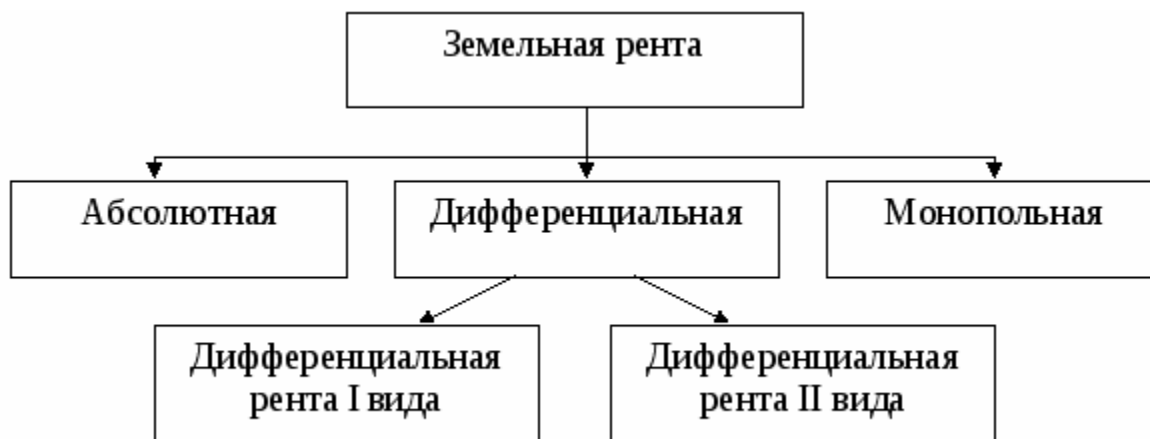 Земельная рента
Абсолютная
Дифференциальная
Монопольная
Дифференциальная
рента I вида
Дифференциальная
рента II вида